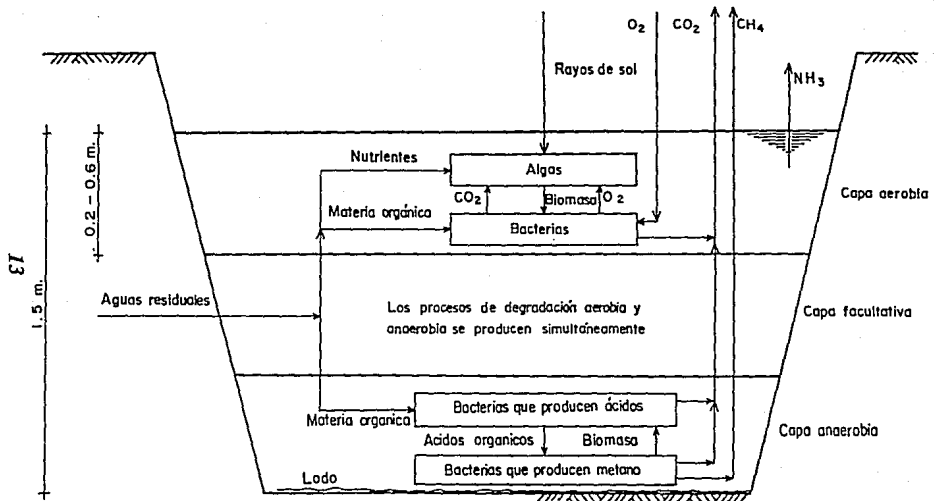 O2
CO2
CH4
Rayos de sol
NH3
Nutrientes
Algas
CO2
Biomasa
O2
Capa aerobia
Materia orgánica
Bacterias
0.2 - 0.6 m.
13
1.5 m.
Aguas residuales
Los procesos de degradación aerobia y
anaerobia se producen simultáneamente
Capa facultativa
Bacterias que producen ácidos
Materia organica
Acidos organicos
Biomasa
Capa anaerobia
Bacterias que producen metano
Lodo